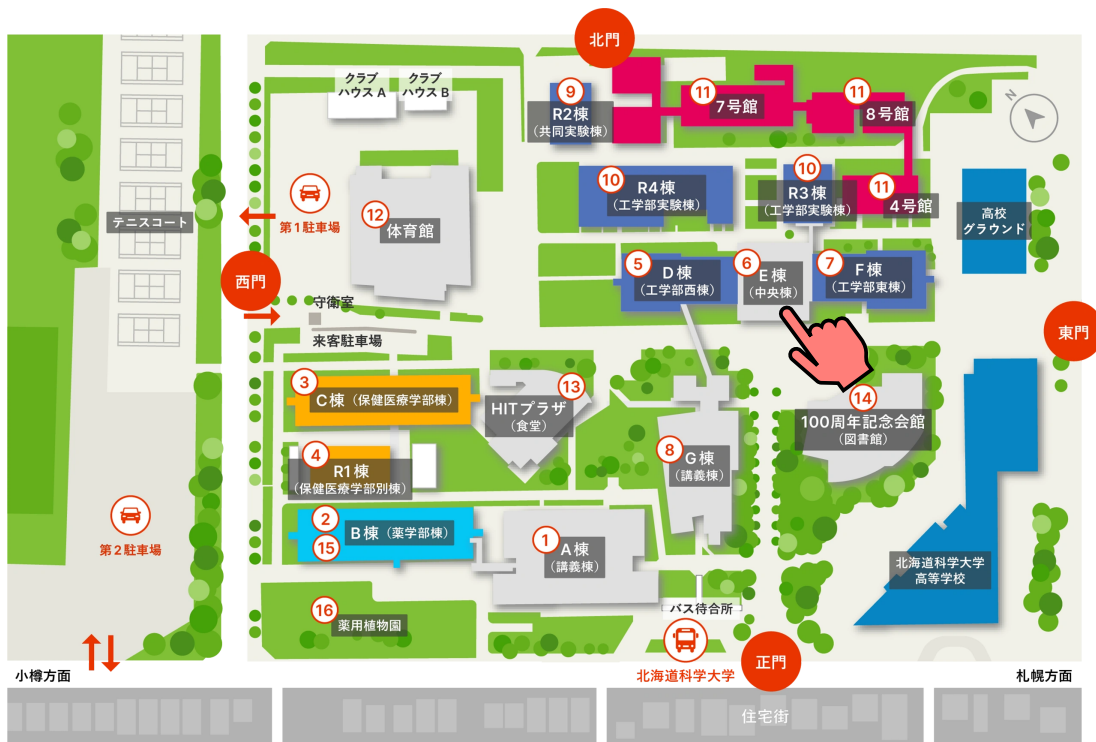 北門
クラブ
ハウス A
クラブ
ハウス B
9
R2棟
(共同実験棟)
11
7号館
11
8号館
N
10
R4棟
(工学部実験棟)
10
R3棟
(工学部実験棟)
11
4号館
高校
グラウンド
テニスコート
第1駐車場
12
体育館
西門
5
D棟
(工学部西棟)
6
E棟
(中央棟)
7
F棟
(工学部東棟)
東門
守衛室
来客駐車場
3
C棟(保健医療学部棟)
13
HITプラザ
(食堂)
14
100周年記念会館
(図書館)
4
R1棟
(保健医療学部別棟)
8
G棟
(講義棟)
第2駐車場
2
15
B棟(薬学部棟)
1
A棟
(講義棟)
北海道科学大学
高等学校
16
薬用植物園
バス待合所
北海道科学大学
正門
小樽方面
札幌方面
住宅街